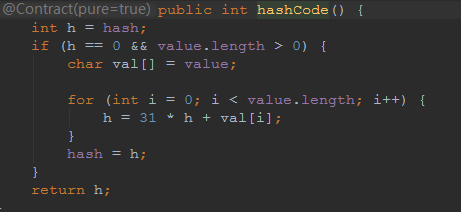 @Contract(pure=true) public int hashCode() {
int h = hash;
if (h == 0 && value.length > 0) {
char val[] = value;
for (int i = 0; i < value.length; i++) {
h = 31 * h + val[i];
}
hash = h;
}
return h;